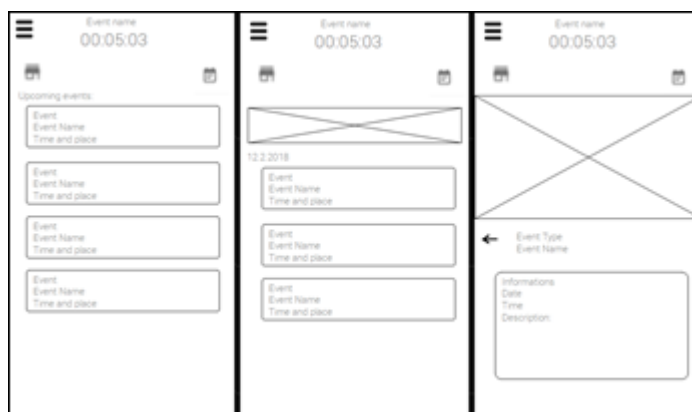 Event name
00:05:03
Upcoming events:
Event
Event Name
Time and place
Event
Event Name
Time and place
Event
Event Name
Time and place
Event
Event Name
Time and place
Event name
00:05:03
12.2.2018
Event
Event Name
Time and place
Event
Event Name
Time and place
Event
Event Name
Time and place
Event name
00:05:03
Event Type
Event Name
Informations
Date
Time
Description